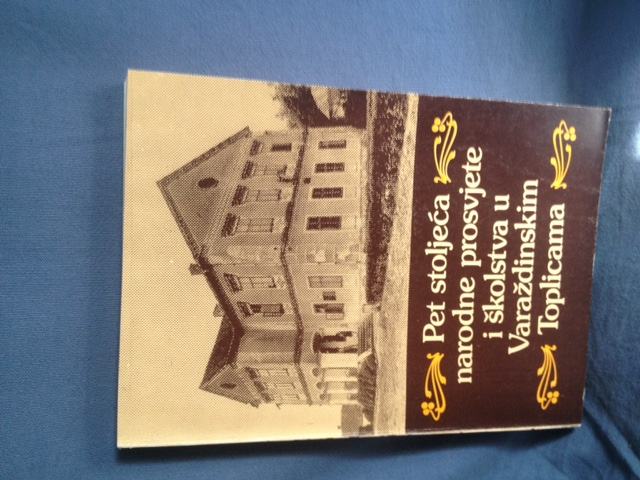 Pet stoljeća
narodne prosvjete
i školstva u
Varaždinskim
Toplicama